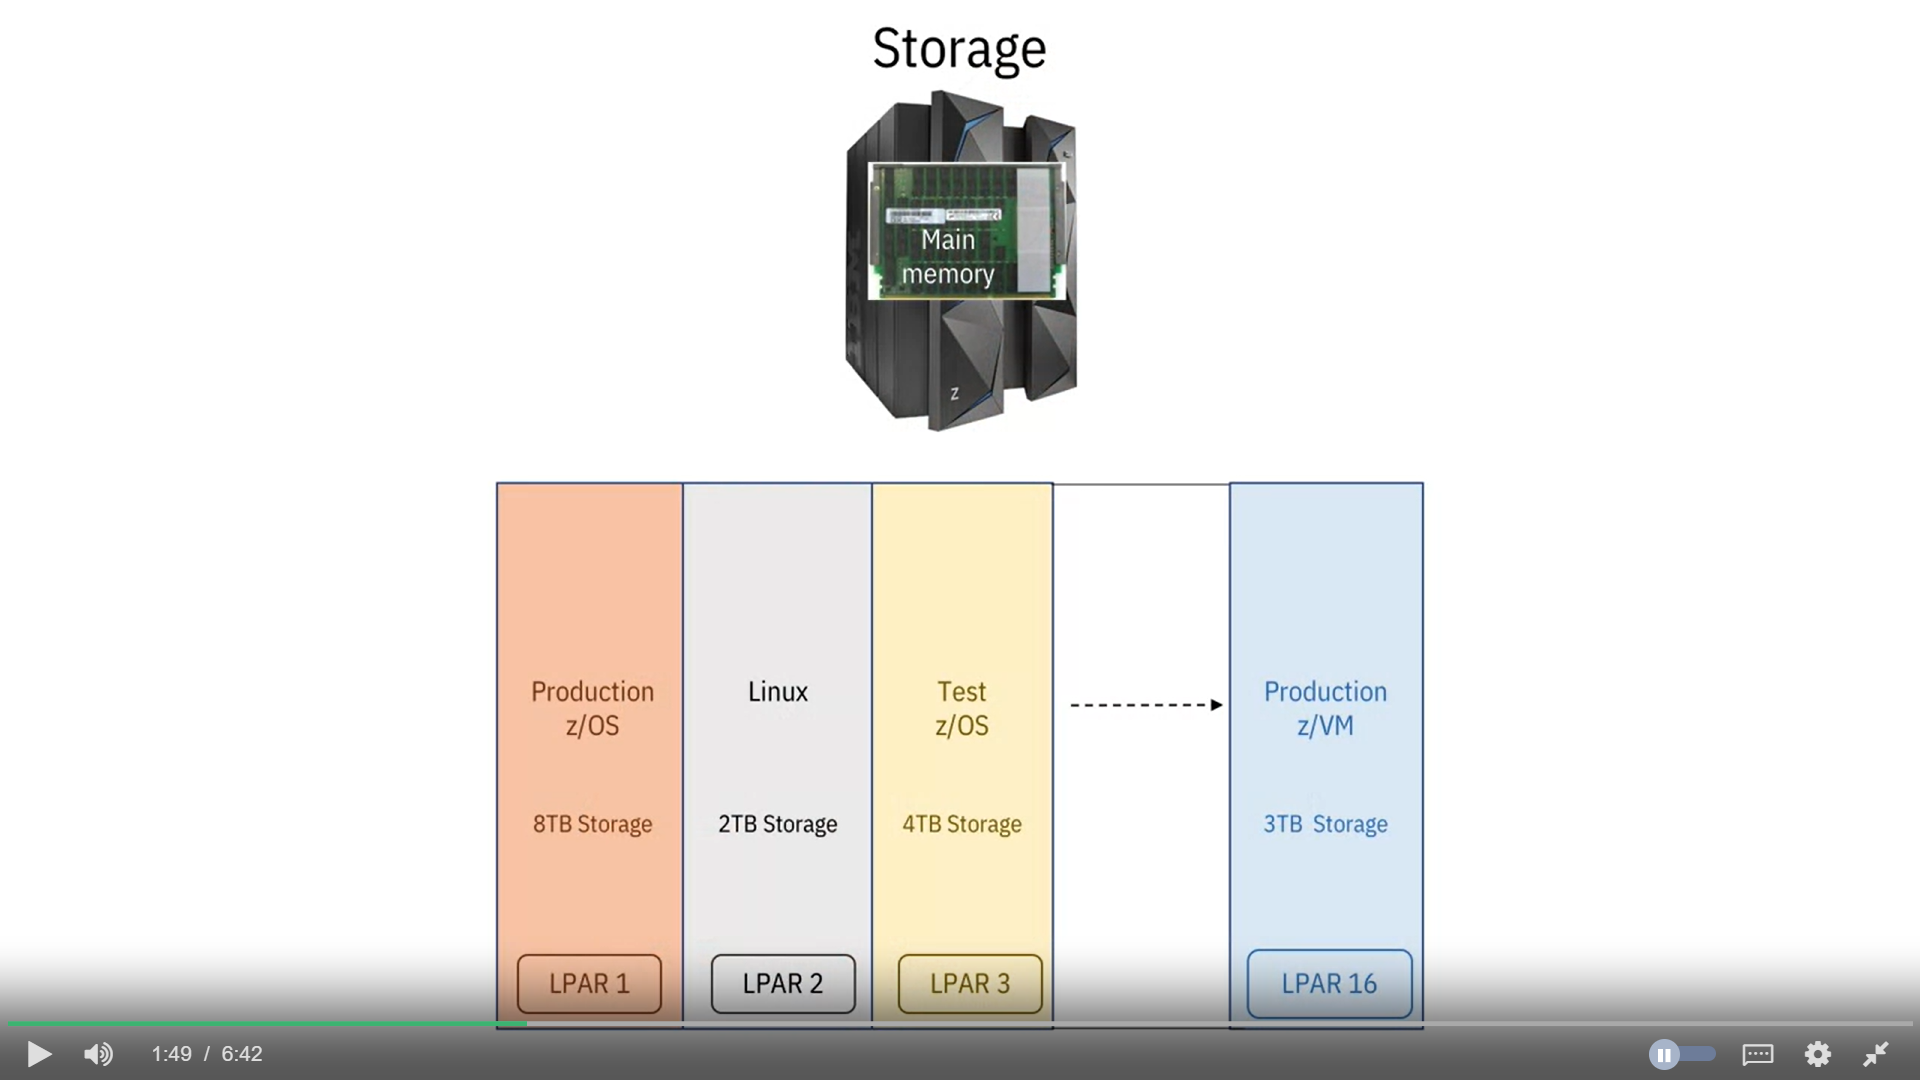 Storage
Main
memory
z
Production
z/OS
Linux
Test
z/OS
Production
z/VM
8TB Storage
2TB Storage
4TB Storage
3TB Storage
LPAR 1
LPAR 2
LPAR 3
LPAR 16
1:49 / 6:42